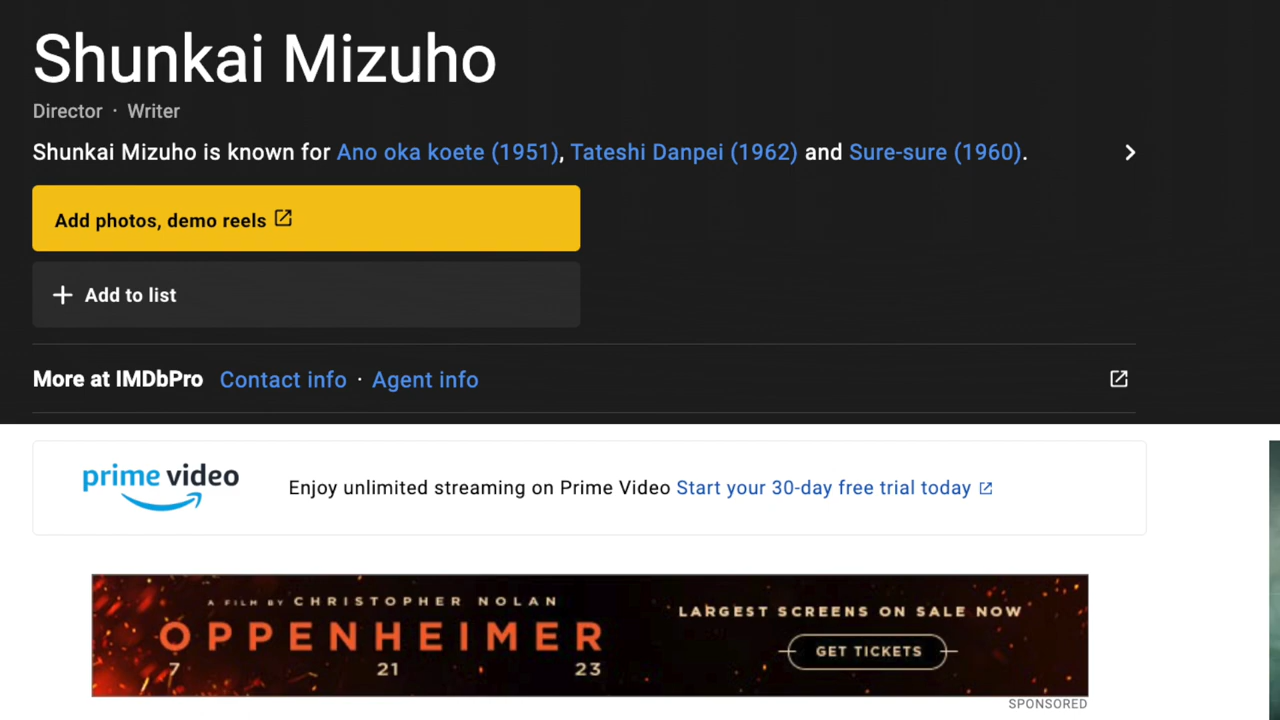 Shunkai Mizuho
Director · Writer
Shunkai Mizuho is known for Ano oka koete (1951), Tateshi Danpei (1962) and Sure-sure (1960).
Add photos, demo reels
Add to list
More at IMDbPro Contact info · Agent info
prime video
Enjoy unlimited streaming on Prime Video Start your 30-day free trial today
A FILM BY CHRISTOPHER NOLAN
OPPENHEIMER
7 21 23
LARGEST SCREENS ON SALE NOW
GET TICKETS
SPONSORED